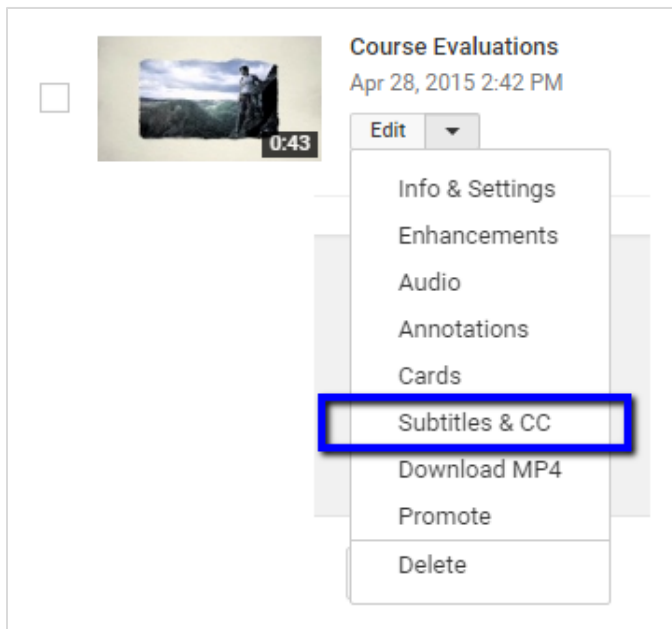 Course Evaluations
Apr 28, 2015 2:42 PM
0:43
Edit
Info & Settings
Enhancements
Audio
Annotations
Cards
Subtitles & CC
Download MP4
Promote
Delete